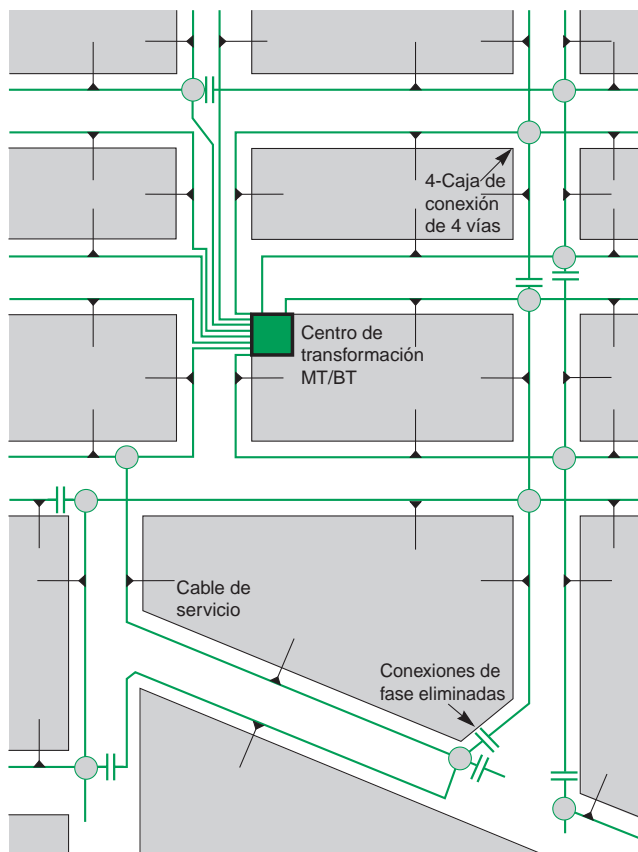 4-Caja de
conexión
de 4 vías
Centro de
transformación
MT/BT
Cable de
servicio
Conexiones de
fase eliminadas